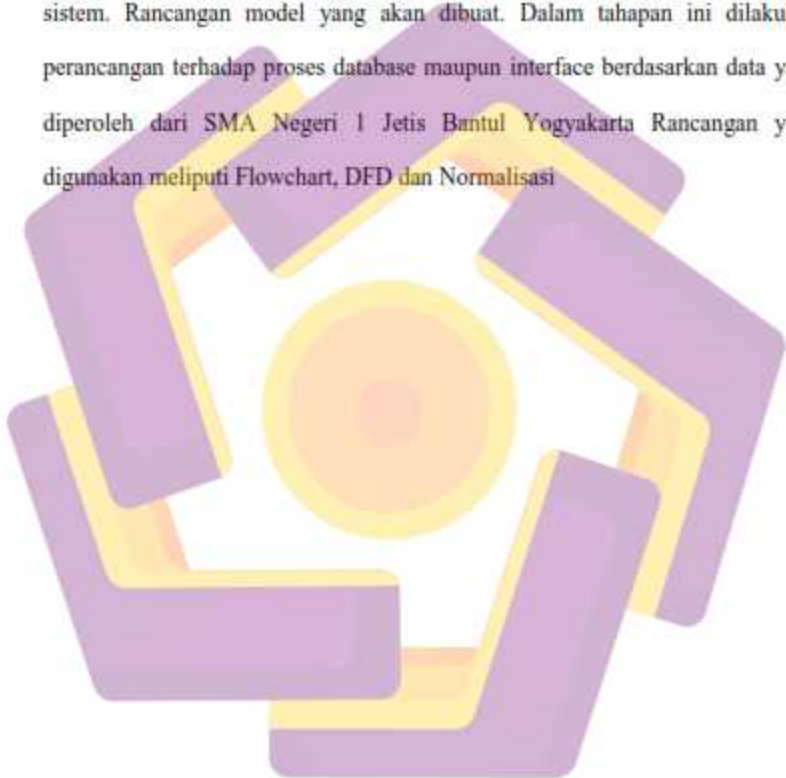 sistem. Rancangan model yang akan dibuat. Dalam tahapan ini dilaku
perancangan terhadap proses database maupun interface berdasarkan data y
diperoleh dari SMA Negeri 1 Jetis Bantul Yogyakarta Rancangan y
digunakan meliputi Flowchart, DFD dan Normalisasi